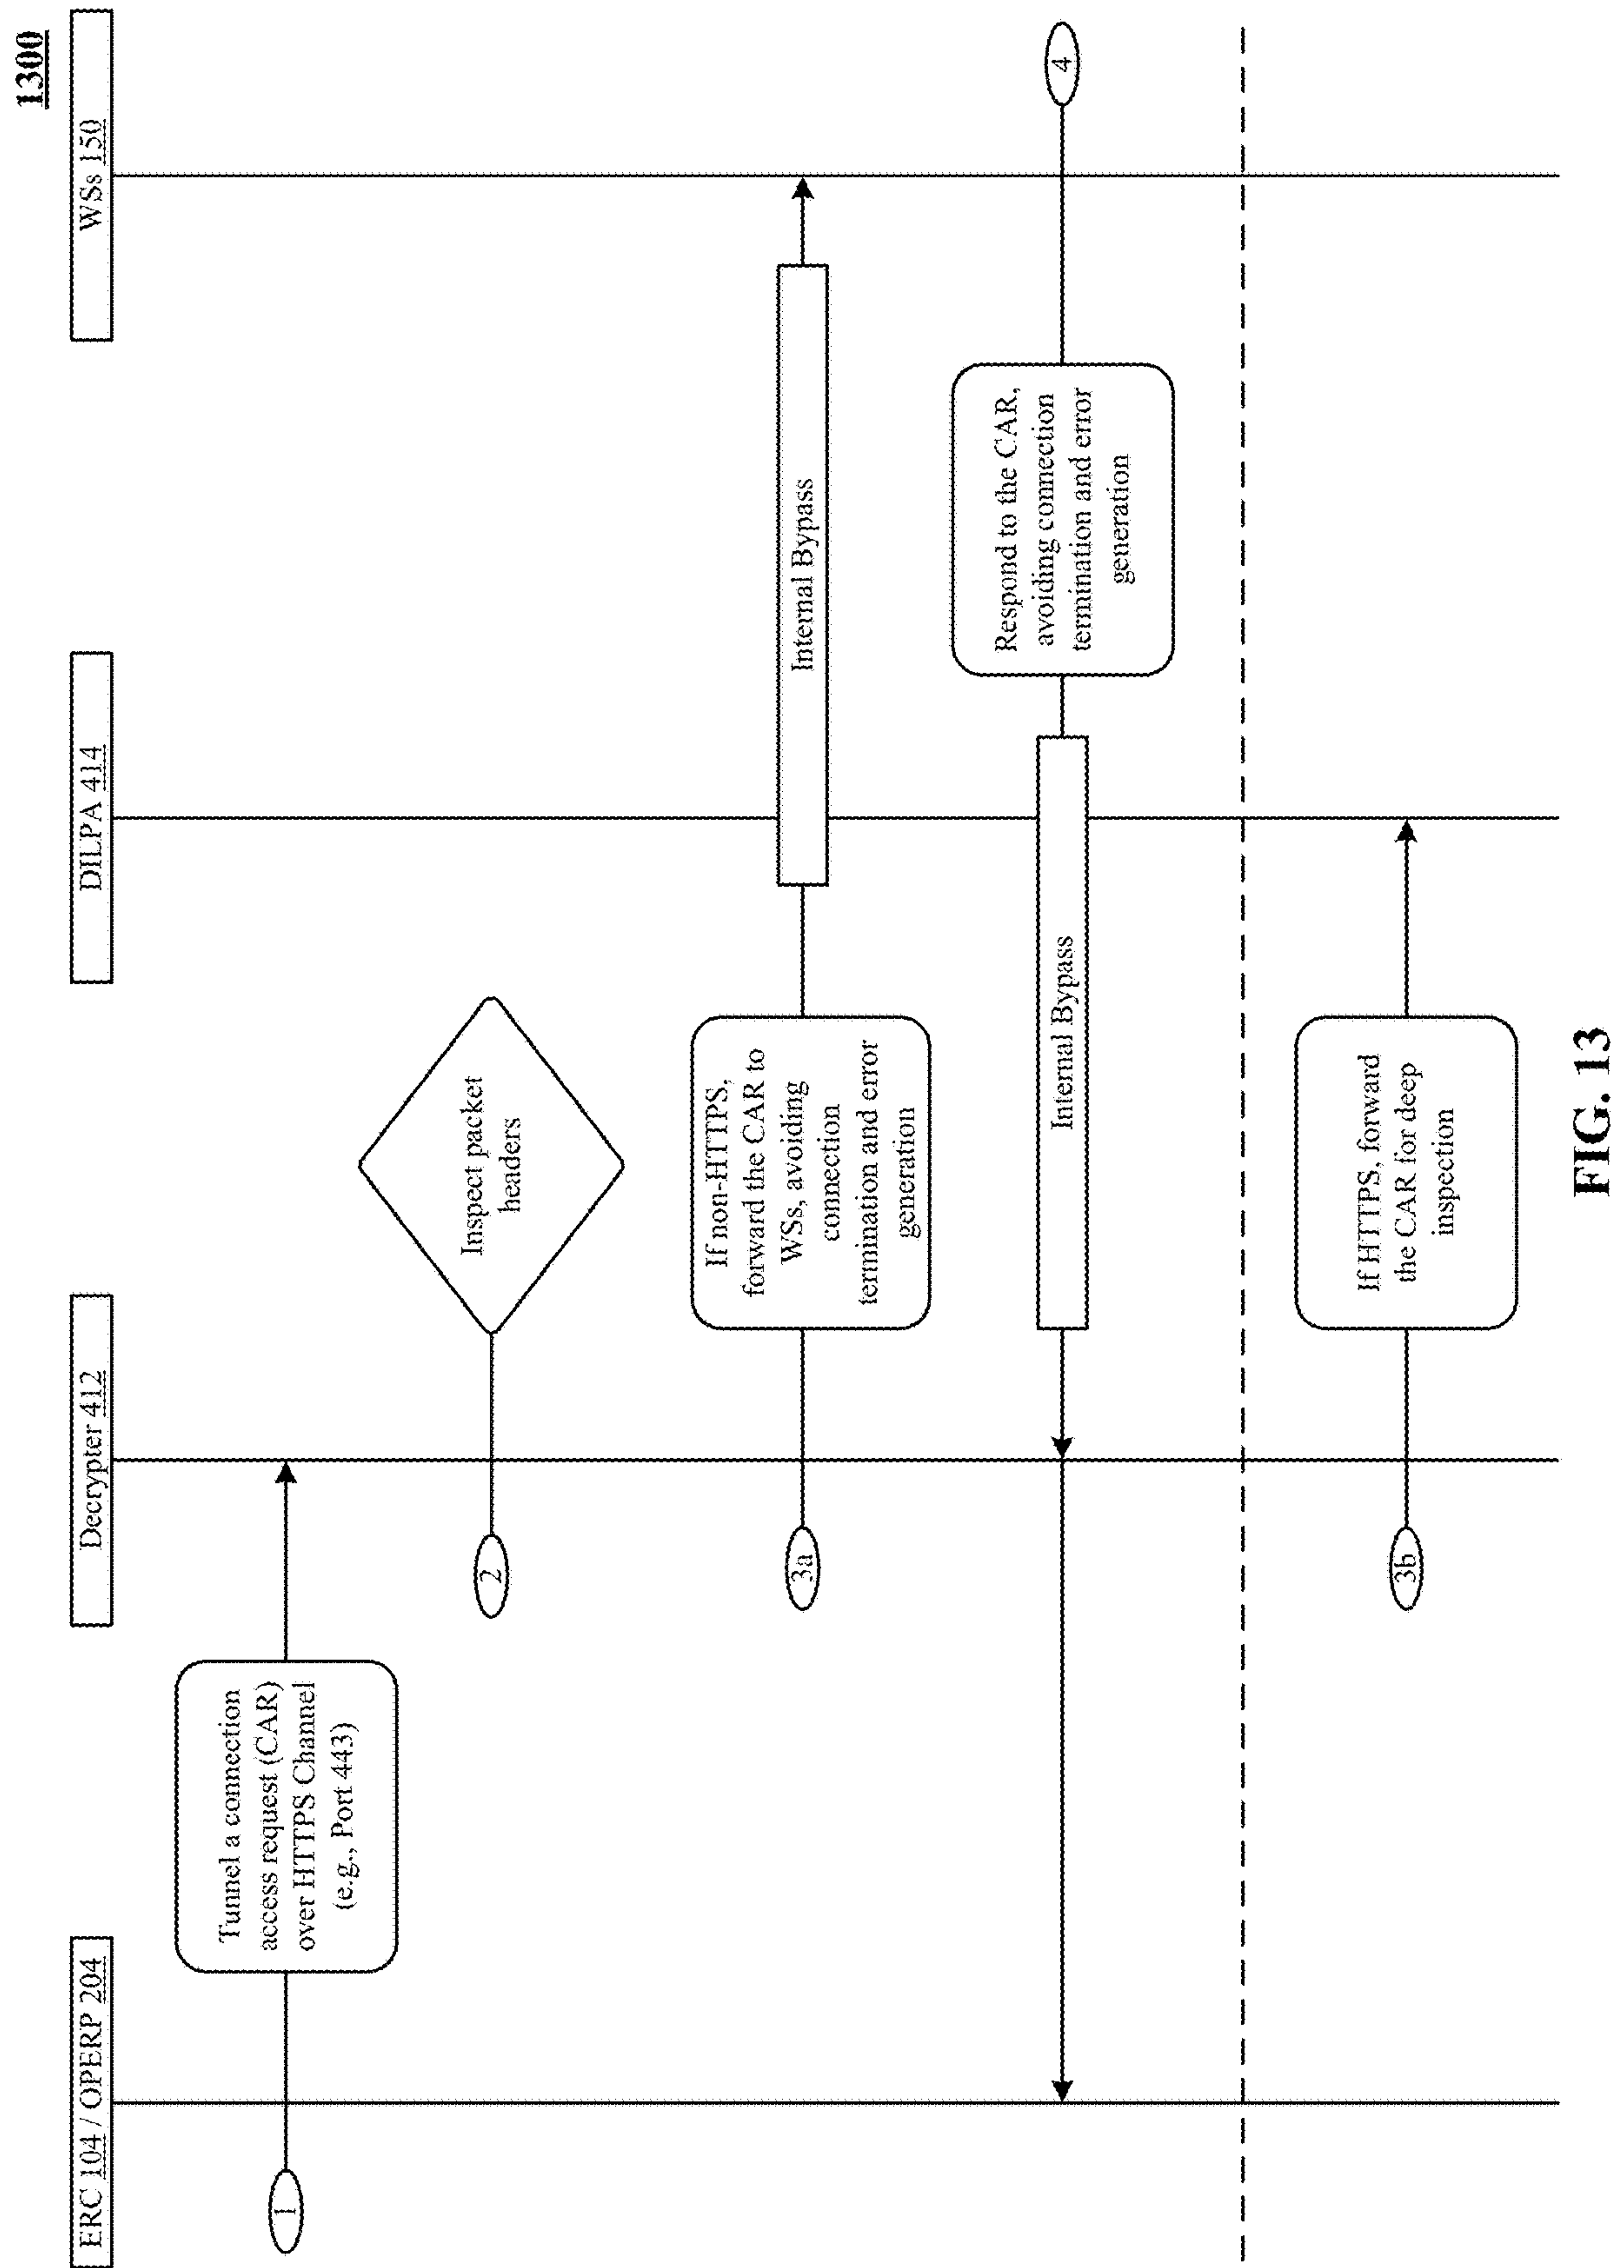 1300
ERC 104 / OPERP 204
Decrypter 412
DILPA 414
WSs 150
1
Tunnel a connection
access request (CAR)
over HTTPS Channel
(e.g., Port 443)
2
Inspect packet
headers
3a
If non-HTTPS,
forward the CAR to
WSs, avoiding
connection
termination and error
generation
Internal Bypass
4
Respond to the CAR,
avoiding connection
termination and error
generation
Internal Bypass
3b
If HTTPS, forward
the CAR for deep
inspection
FIG. 13